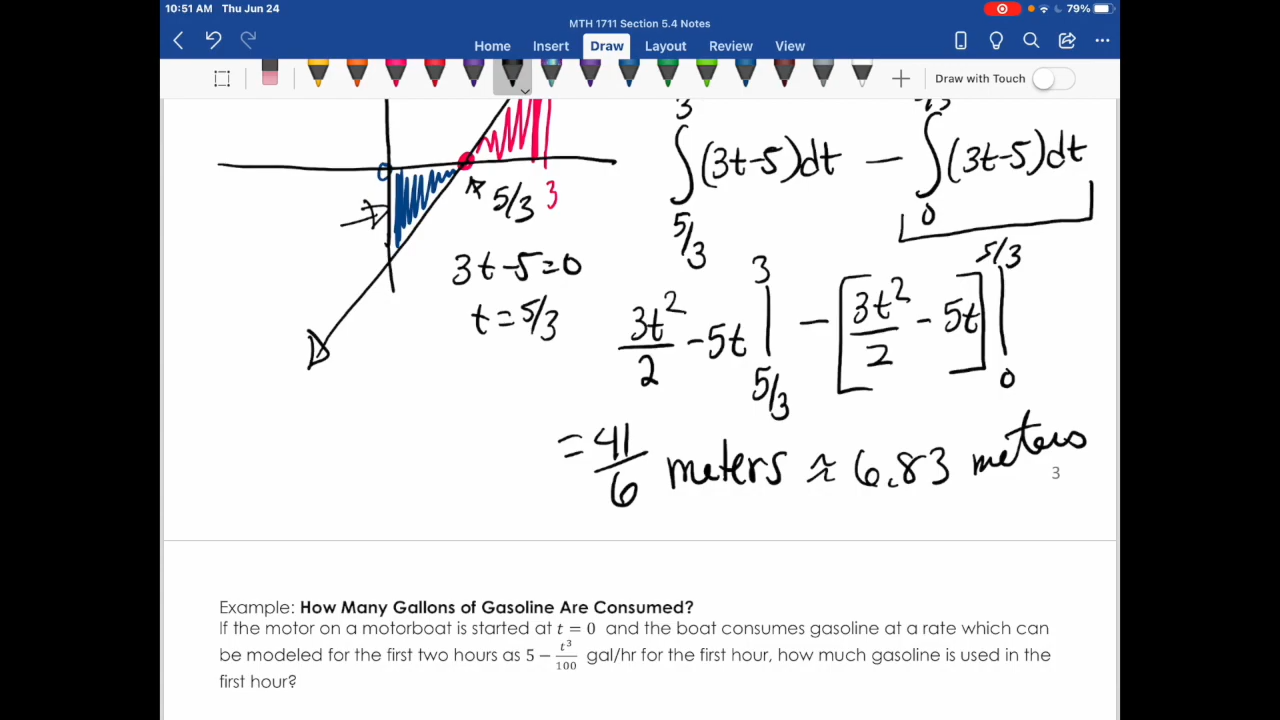 10:51 AM Thu Jun 24
79%
MTH 1711 Section 5.4 Notes
Home Insert Draw Layout Review View
Draw with Touch
0
5/3
3
3t-5=0
t=5/3
3
∫(3t-5)dt - ∫(3t-5)dt
5/3
0
3t²/2 -5t |
3
5/3
- [3t²/2 - 5t] |
5/3
0
= 41/6 meters ≈ 6.83 meters
3
Example: How Many Gallons of Gasoline Are Consumed?
If the motor on a motorboat is started at t = 0 and the boat consumes gasoline at a rate which can
be modeled for the first two hours as 5 − t³/100 gal/hr for the first hour, how much gasoline is used in the
first hour?